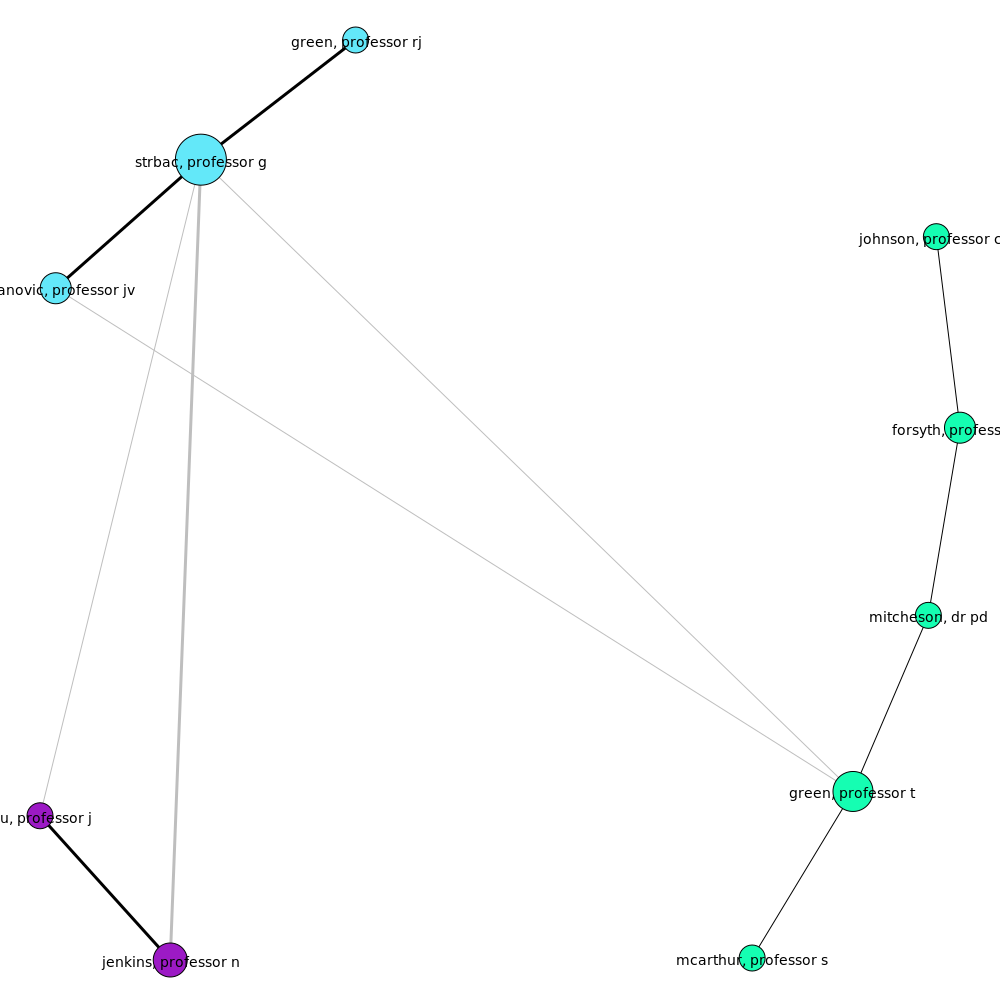 green, professor rj
strbac, professor g
johnson, professor c
anovic, professor jv
forsyth, profess
mitcheson, dr pd
green, professor t
u, professor j
mcarthur, professor s
jenkins, professor n